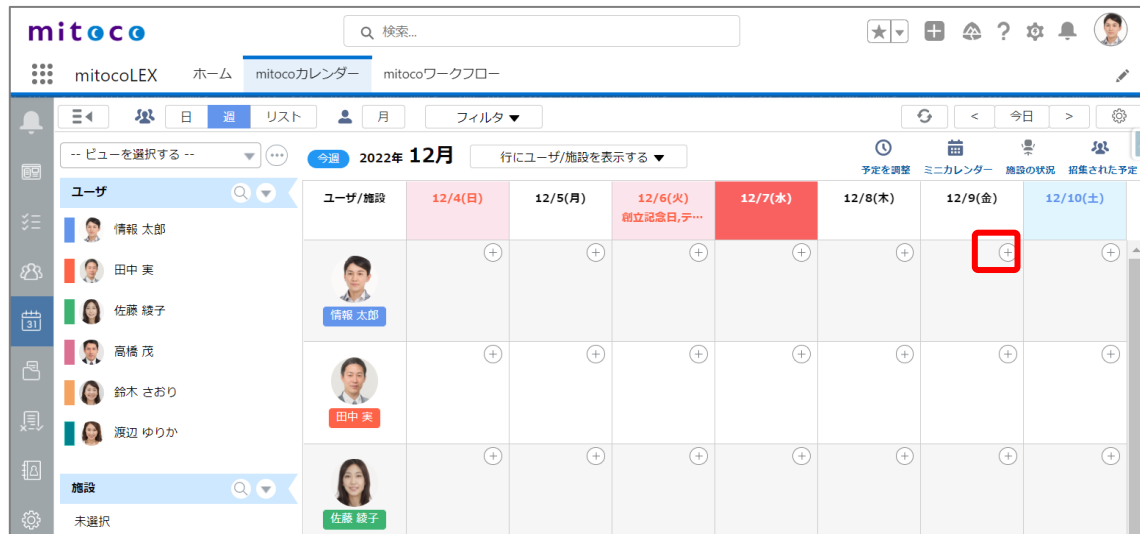 mitoco
検索...
mitocoLEX ホーム mitocoカレンダー mitocoワークフロー
日 週 リスト 月 フィルタ ▼ < 今日 >
-- ビューを選択する --
今週 2022年 12月 行にユーザ/施設を表示する ▼
予定を調整 ミニカレンダー 施設の状況 招集された予定
ユーザ
ユーザ/施設 12/4(日) 12/5(月) 12/6(火) 12/7(水) 12/8(木) 12/9(金) 12/10(土)
創立記念日,テ…
情報 太郎
田中 実
佐藤 綾子
高橋 茂
鈴木 さおり
渡辺 ゆりか
施設
未選択
情報 太郎
田中 実
佐藤 綾子
31